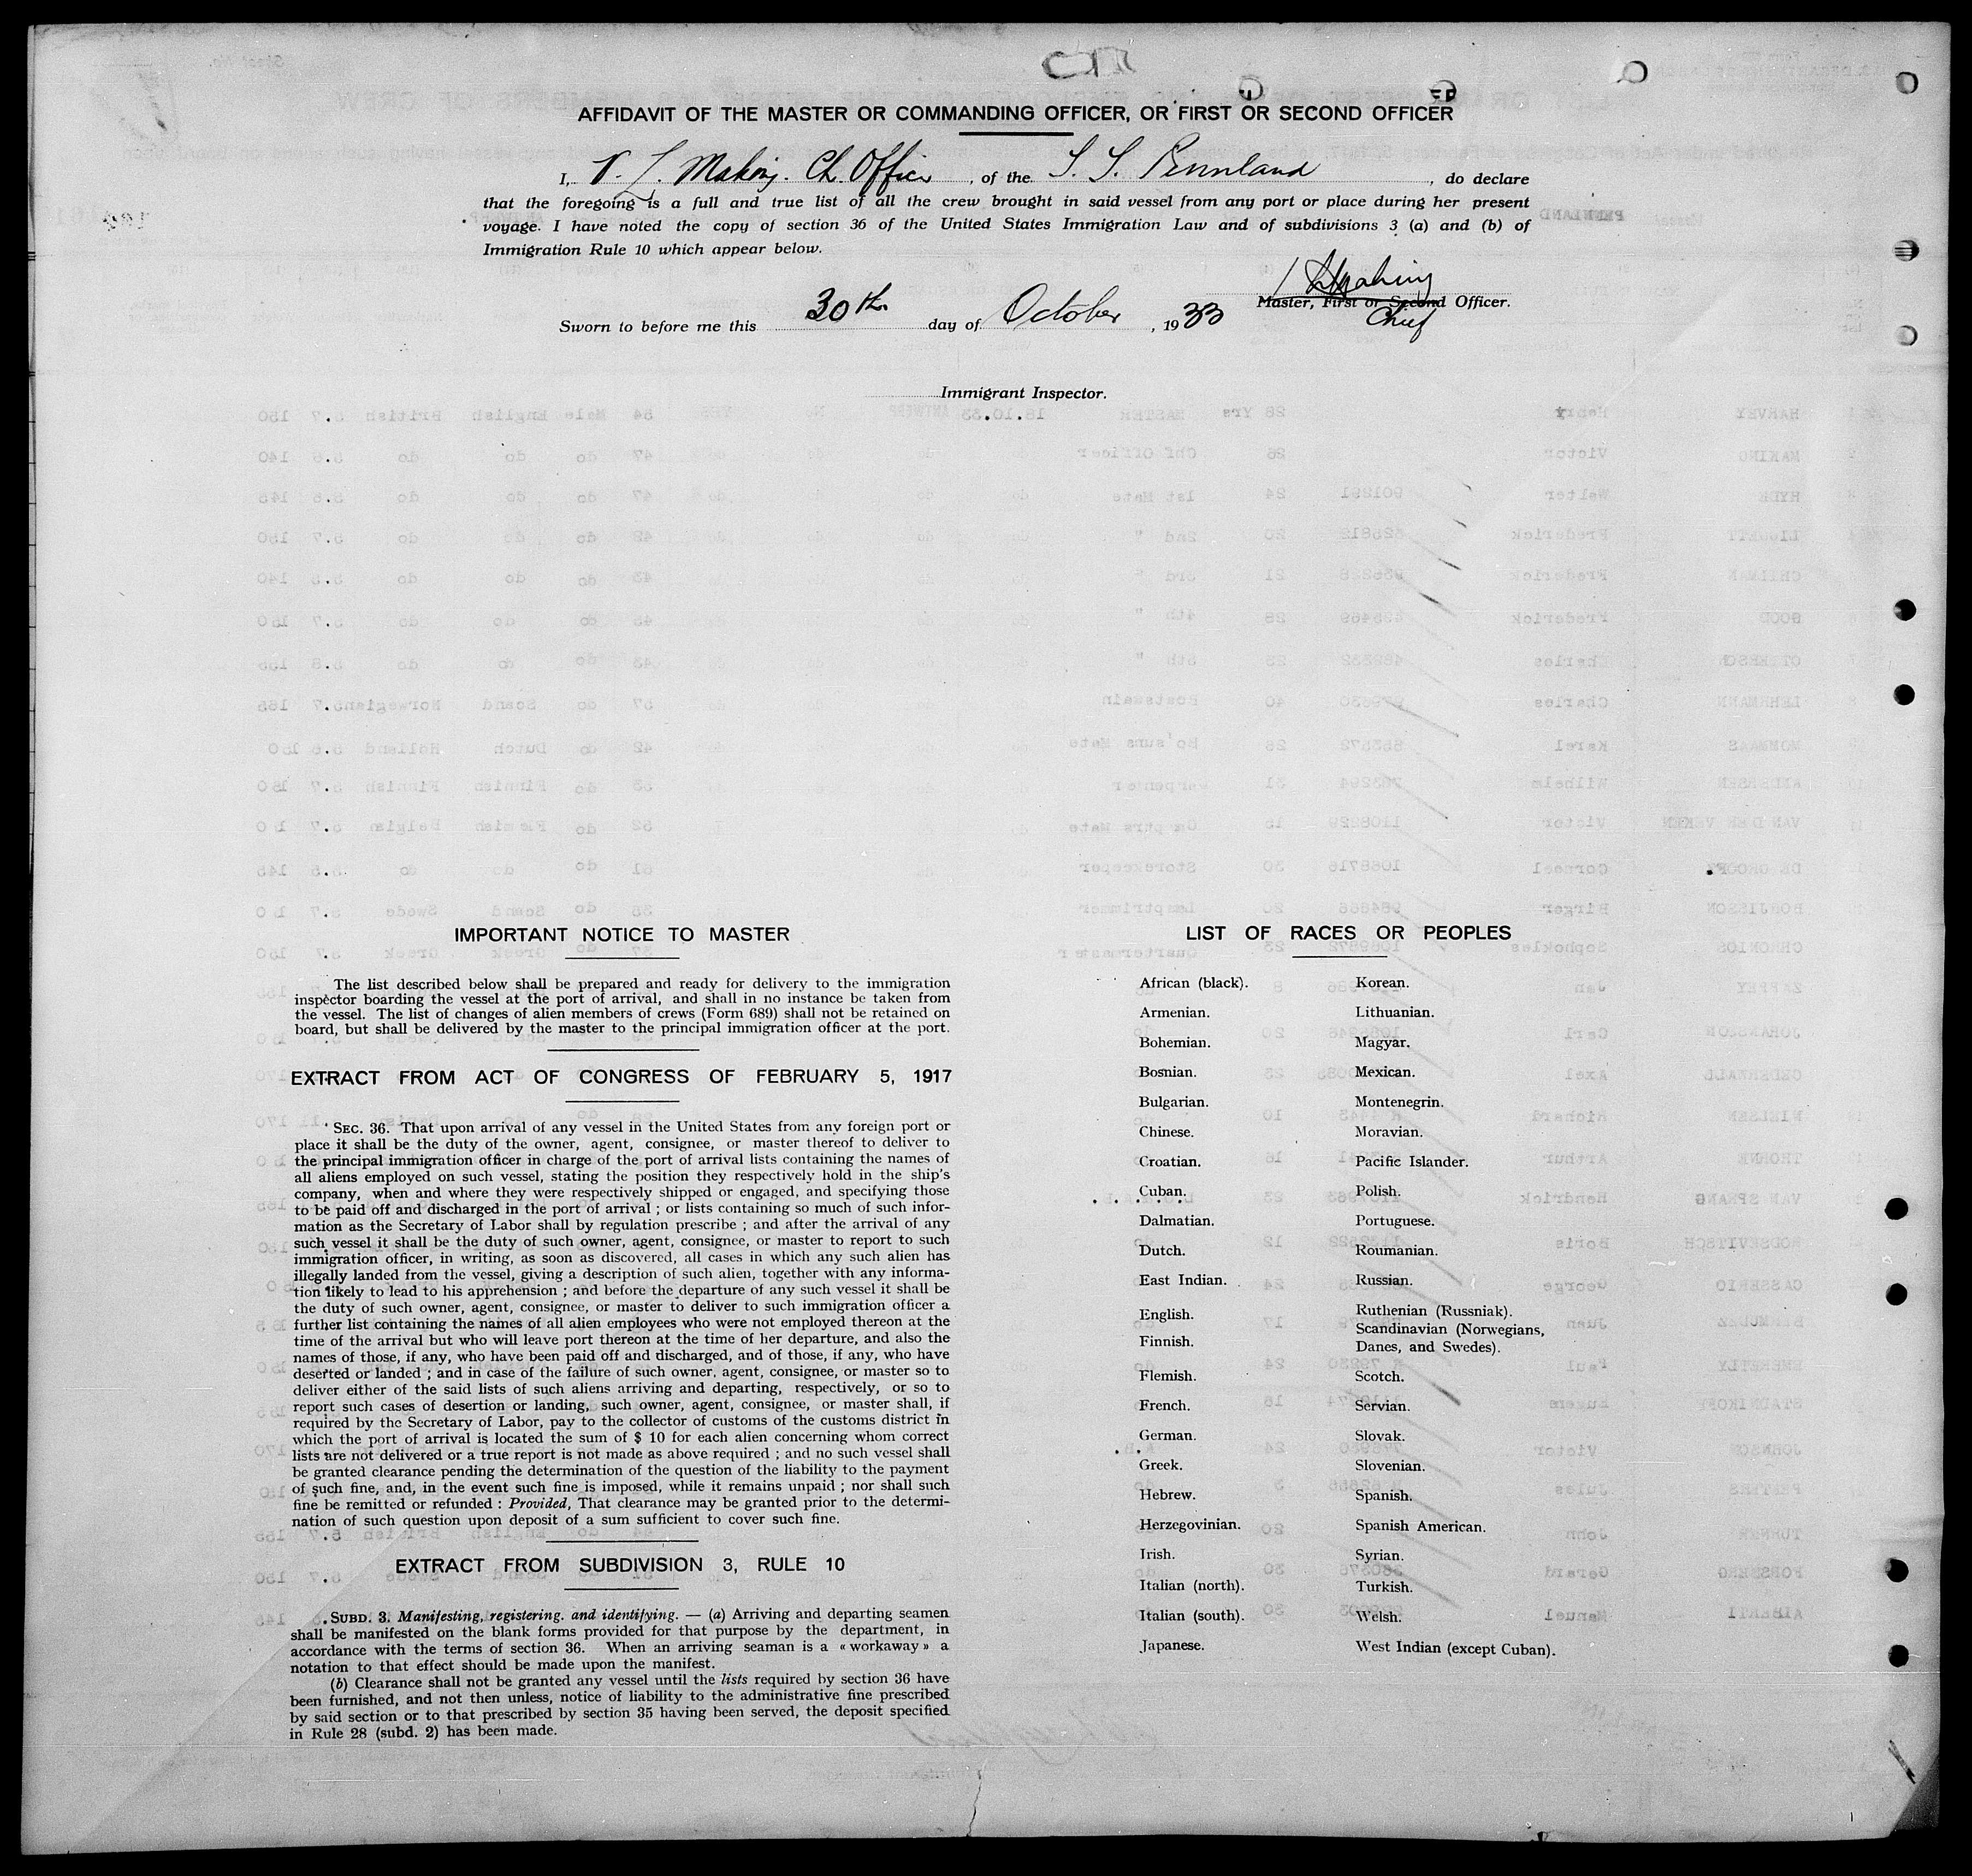 AFFIDAVIT OF THE MASTER OR COMMANDING OFFICER, OR FIRST OR SECOND OFFICER
I, V. L. Making. Ch. Officer, of the S. S. Pennland, do declare
that the foregoing is a full and true list of all the crew brought in said vessel from any port or place during her present
voyage. I have noted the copy of section 36 of the United States Immigration Law and of subdivisions 3 (a) and (b) of
Immigration Rule 10 which appear below.
Making
Master, First or Second Officer.
Chief
Sworn to before me this 30th day of October, 1933
Immigrant Inspector.
IMPORTANT NOTICE TO MASTER
The list described below shall be prepared and ready for delivery to the immigration
inspector boarding the vessel at the port of arrival, and shall in no instance be taken from
the vessel. The list of changes of alien members of crews (Form 689) shall not be retained on
board, but shall be delivered by the master to the principal immigration officer at the port.
EXTRACT FROM ACT OF CONGRESS OF FEBRUARY 5, 1917
SEC. 36. That upon arrival of any vessel in the United States from any foreign port or
place it shall be the duty of the owner, agent, consignee, or master thereof to deliver to
the principal immigration officer in charge of the port of arrival lists containing the names of
all aliens employed on such vessel, stating the position they respectively hold in the ship's
company, when and where they were respectively shipped or engaged, and specifying those
to be paid off and discharged in the port of arrival ; or lists containing so much of such infor-
mation as the Secretary of Labor shall by regulation prescribe ; and after the arrival of any
such vessel it shall be the duty of such owner, agent, consignee, or master to report to such
immigration officer, in writing, as soon as discovered, all cases in which any such alien has
illegally landed from the vessel, giving a description of such alien, together with any informa-
tion likely to lead to his apprehension ; and before the departure of any such vessel it shall be
the duty of such owner, agent, consignee, or master to deliver to such immigration officer a
further list containing the names of all alien employees who were not employed thereon at the
time of the arrival but who will leave port thereon at the time of her departure, and also the
names of those, if any, who have been paid off and discharged, and of those, if any, who have
deserted or landed ; and in case of the failure of such owner, agent, consignee, or master so to
deliver either of the said lists of such aliens arriving and departing, respectively, or so to
report such cases of desertion or landing, such owner, agent, consignee, or master shall, if
required by the Secretary of Labor, pay to the collector of customs of the customs district in
which the port of arrival is located the sum of $ 10 for each alien concerning whom correct
lists are not delivered or a true report is not made as above required ; and no such vessel shall
be granted clearance pending the determination of the question of the liability to the payment
of such fine, and, in the event such fine is imposed, while it remains unpaid ; nor shall such
fine be remitted or refunded : Provided, That clearance may be granted prior to the determi-
nation of such question upon deposit of a sum sufficient to cover such fine.
EXTRACT FROM SUBDIVISION 3, RULE 10
SUBD. 3. Manifesting, registering. and identifying. — (a) Arriving and departing seamen
shall be manifested on the blank forms provided for that purpose by the department, in
accordance with the terms of section 36. When an arriving seaman is a «workaway» a
notation to that effect should be made upon the manifest.
(b) Clearance shall not be granted any vessel until the lists required by section 36 have
been furnished, and not then unless, notice of liability to the administrative fine prescribed
by said section or to that prescribed by section 35 having been served, the deposit specified
in Rule 28 (subd. 2) has been made.
LIST OF RACES OR PEOPLES
African (black).
Armenian.
Bohemian.
Bosnian.
Bulgarian.
Chinese.
Croatian.
Cuban.
Dalmatian.
Dutch.
East Indian.
English.
Finnish.
Flemish.
French.
German.
Greek.
Hebrew.
Herzegovinian.
Irish.
Italian (north).
Italian (south).
Japanese.
Korean.
Lithuanian.
Magyar.
Mexican.
Montenegrin.
Moravian.
Pacific Islander.
Polish.
Portuguese.
Roumanian.
Russian.
Ruthenian (Russniak).
Scandinavian (Norwegians,
Danes, and Swedes).
Scotch.
Servian.
Slovak.
Slovenian.
Spanish.
Spanish American.
Syrian.
Turkish.
Welsh.
West Indian (except Cuban).